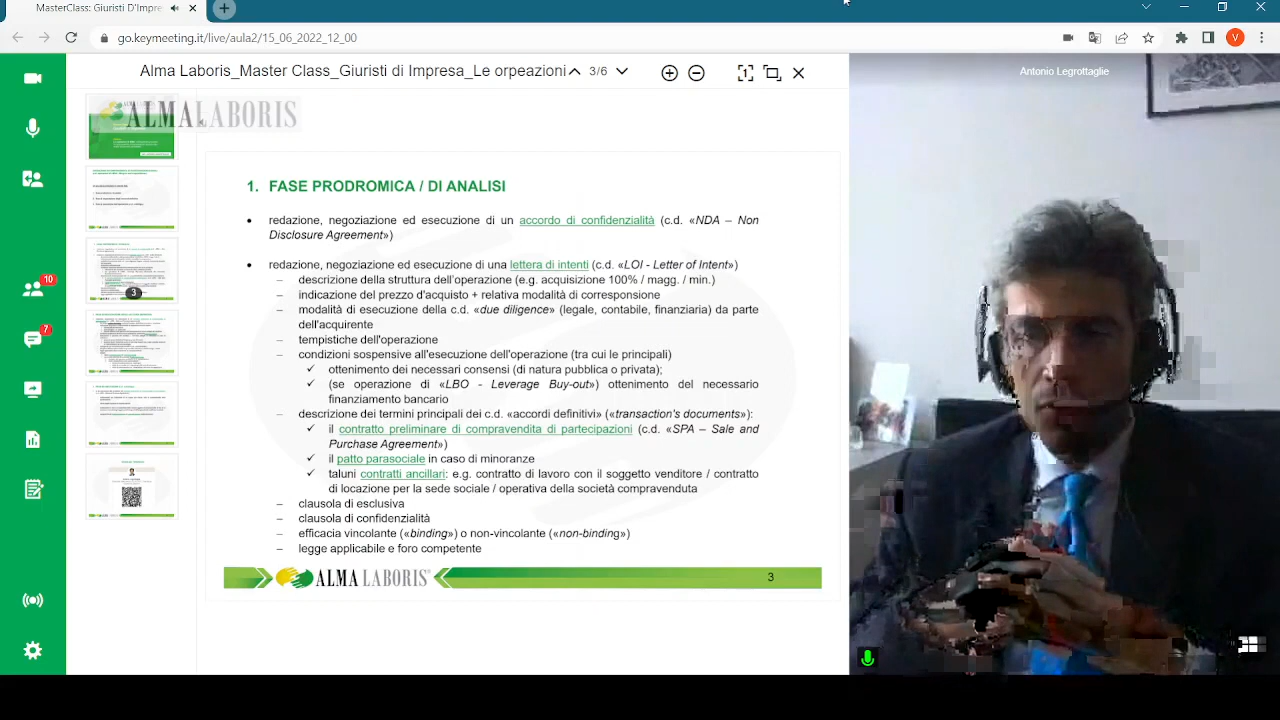 MasterClass: Giuristi D'Impre
go.keymeeting.it/live/aula2/15_06_2022_12_00
V
Alma Laboris_Master Class_Giuristi di Impresa_Le orpeazioni
3/6
Antonio Legrottaglie
ALMA LABORIS
10
7
3
1. FASE PRODROMICA / DI ANALISI
• redazione, negoziazione ed esecuzione di un accordo di confidenzialità (c.d. «NDA – Non
Disclosure Agreement»)
• redazione, negoziazione ed esecuzione di una lettera di intenti (c.d. «LOI - Letter of Intent»)
– descrizione della struttura dell'operazione (e.g. acquisizione 100% / magg. / min.)
– indicazione del prezzo d'acquisto + relativa modalità di corresponsione
– modalità di esecuzione della c.d. «due diligence» (legale, contabile, finanziaria) da parte
dell'acquirente
– tempistiche dell'operazione
– condizioni sospensive all'esecuzione dell'operazione (tra cui le principali)
✓ ottenimento dei necessari consensi (di natura pubblica o privata);
✓ (se operazione di «LBO - Leveraged Buy-out») ottenimento del necessario
finanziamento bancario
– definizione dei termini principali dei c.d. «accordi definitivi» («transaction's documents»):
✓ il contratto preliminare di compravendita di partecipazioni (c.d. «SPA – Sale and
Purchase Agreement»)
✓ il patto parasociale in caso di minoranze
✓ taluni contratti ancillari: e.g. contratto di lavoro con il soggetto venditore / contratto
di locazione per la sede sociale / operativa della società compravenduta
– clausola di esclusiva
– clausola di confidenzialità
– efficacia vincolante («binding») o non-vincolante («non-binding»)
– legge applicabile e foro competente
ALMA LABORIS®
3